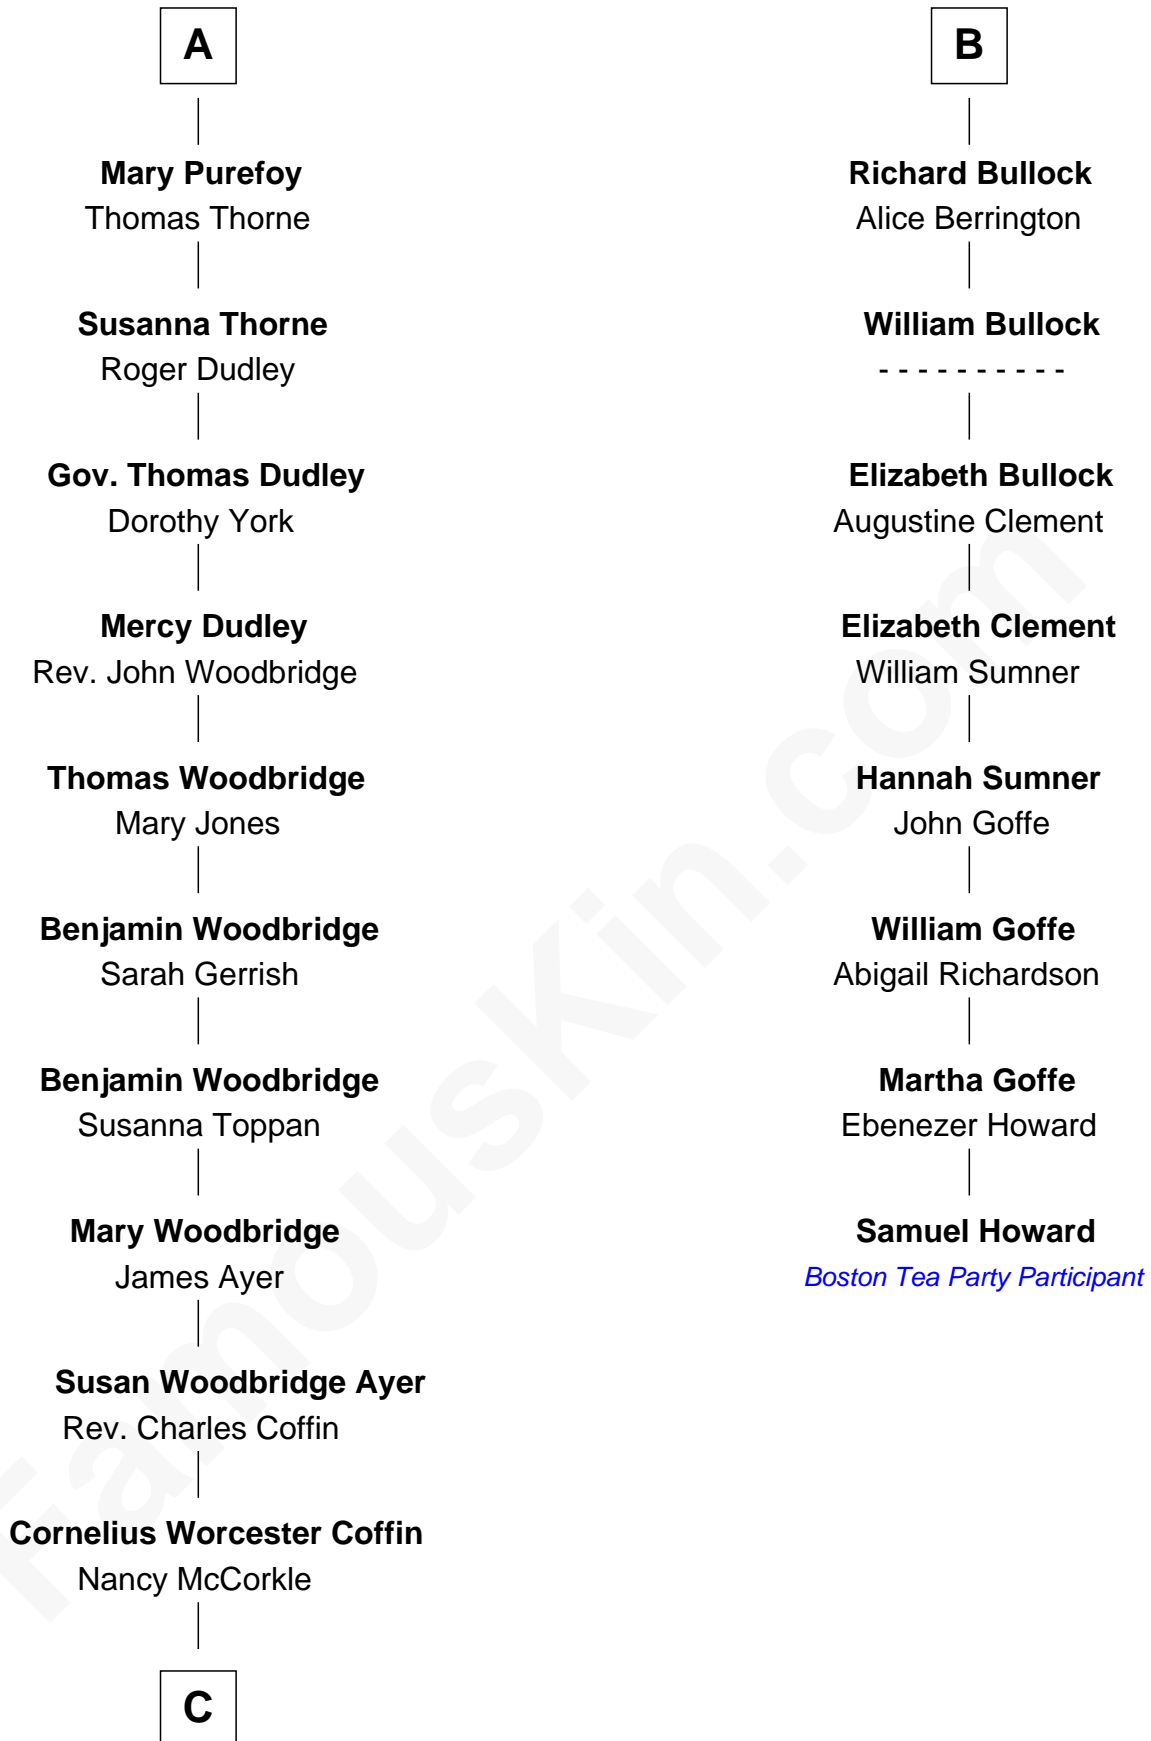 A
Mary Purefoy
Thomas Thorne
Susanna Thorne
Roger Dudley
Gov. Thomas Dudley
Dorothy York
Mercy Dudley
Rev. John Woodbridge
Thomas Woodbridge
Mary Jones
Benjamin Woodbridge
Sarah Gerrish
Benjamin Woodbridge
Susanna Toppan
Mary Woodbridge
James Ayer
Susan Woodbridge Ayer
Rev. Charles Coffin
Cornelius Worcester Coffin
Nancy McCorkle
C
B
Richard Bullock
Alice Berrington
William Bullock
- - - - - - - - - -
Elizabeth Bullock
Augustine Clement
Elizabeth Clement
William Sumner
Hannah Sumner
John Goffe
William Goffe
Abigail Richardson
Martha Goffe
Ebenezer Howard
Samuel Howard
Boston Tea Party Participant
FamousKin.com